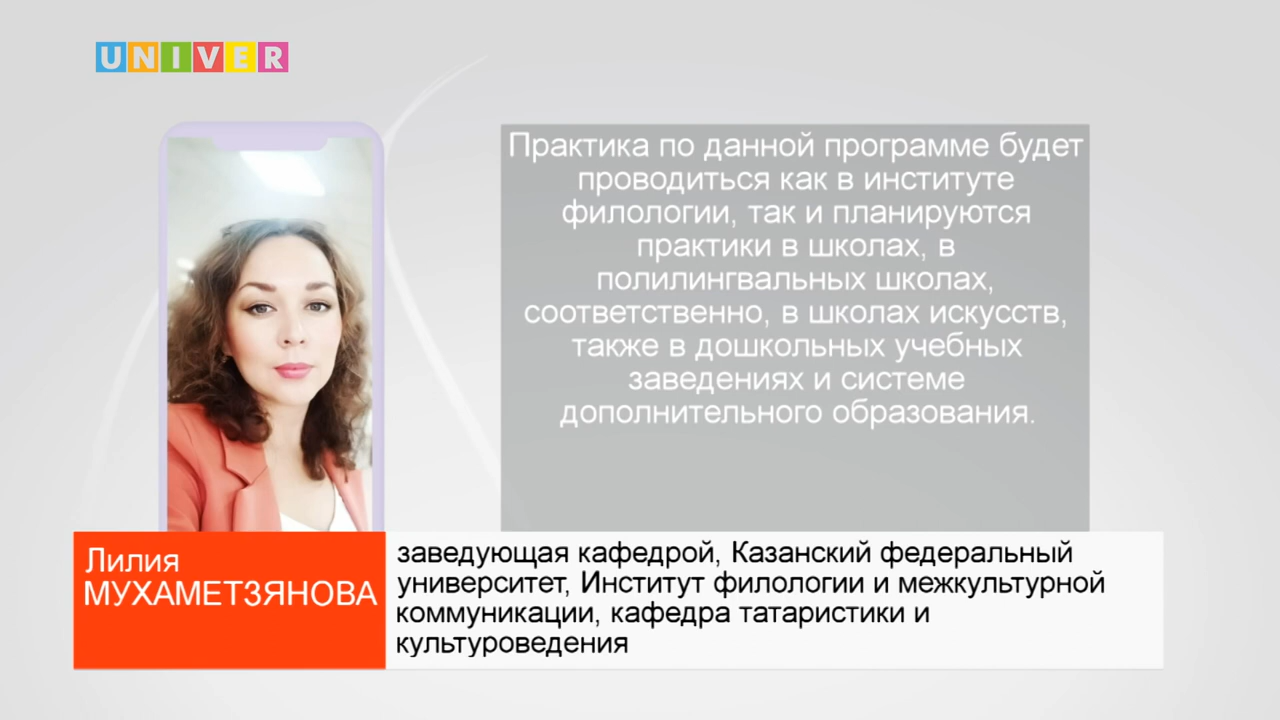 UNIVER
Практика по данной программе будет
проводиться как в институте
филологии, так и планируются
практики в школах, в
полилингвальных школах,
соответственно, в школах искусств,
также в дошкольных учебных
заведениях и системе
дополнительного образования.
Лилия
МУХАМЕТЗЯНОВА
заведующая кафедрой, Казанский федеральный
университет, Институт филологии и межкультурной
коммуникации, кафедра татаристики и
культуроведения